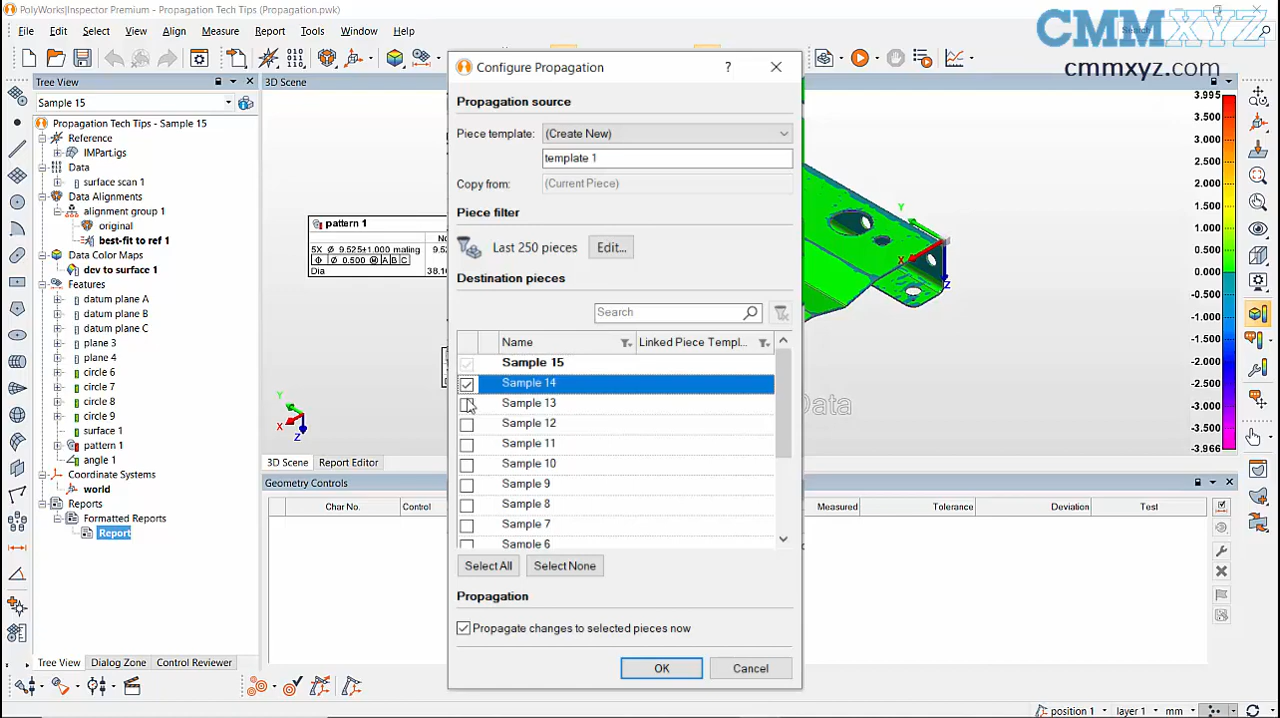 PolyWorks|Inspector Premium - Propagation Tech Tips (Propagation.pwk)
CMMXYZ
cmmxyz.com
File Edit Select View Align Measure Report Tools Window Help
Tree View
Sample 15
Propagation Tech Tips - Sample 15
Reference
IMPart.igs
Data
surface scan 1
Data Alignments
alignment group 1
original
best-fit to ref 1
Data Color Maps
dev to surface 1
Features
datum plane A
datum plane B
datum plane C
plane 3
plane 4
circle 6
circle 7
circle 8
circle 9
surface 1
pattern 1
angle 1
Coordinate Systems
world
Reports
Formatted Reports
Report
Tree View Dialog Zone Control Reviewer
3D Scene
pattern 1
5X Ø 9.525±1.000 maling
Ø 0.500 Ⓜ A B C
Dia
X
Y
Z
3D Scene Report Editor
Configure Propagation
?
Propagation source
Piece template: (Create New)
template 1
Copy from: (Current Piece)
Piece filter
Last 250 pieces Edit...
Destination pieces
Search
Name Linked Piece Templ...
Sample 15
Sample 14
Sample 13
Sample 12
Sample 11
Sample 10
Sample 9
Sample 8
Sample 7
Sample 6
Select All Select None
Propagation
Propagate changes to selected pieces now
OK Cancel
Y
X
Z
Data
3.995
3.500
3.000
2.500
2.000
1.500
1.000
0.500
0.000
-0.500
-1.000
-1.500
-2.000
-2.500
-3.000
-3.500
-3.966
Geometry Controls
Char No. Control Measured Tolerance Deviation Test
position 1 layer 1 mm